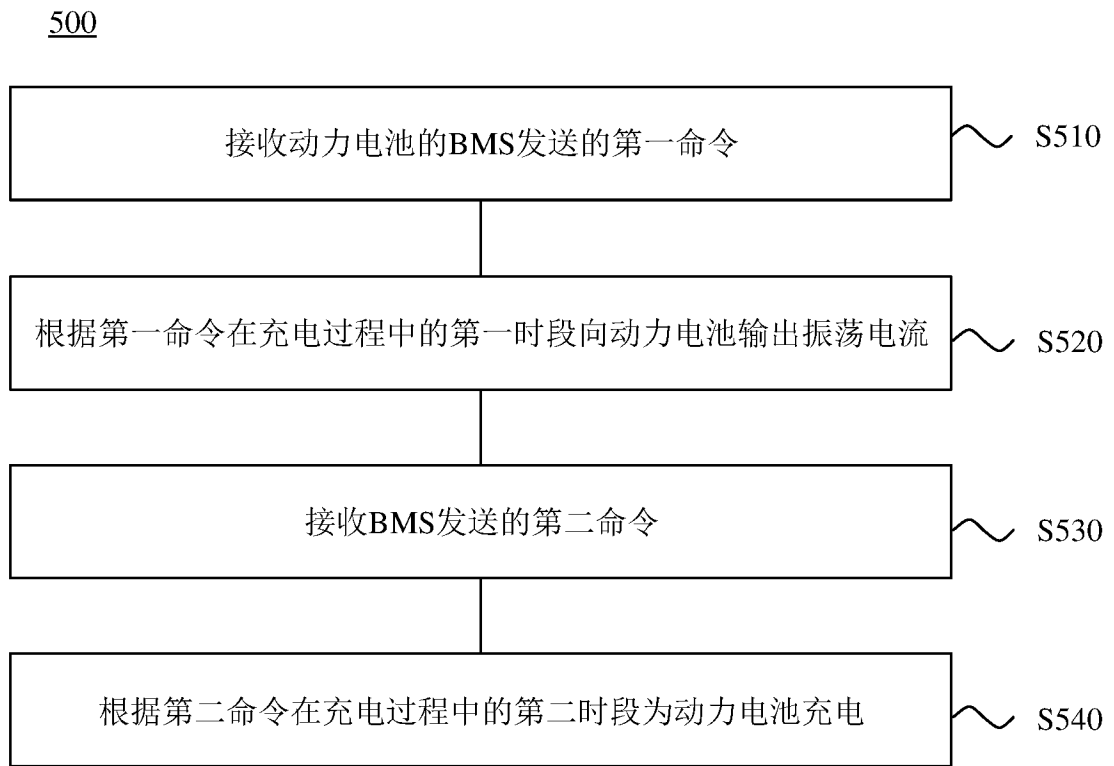 500
接收动力电池的BMS发送的第一命令
S510
根据第一命令在充电过程中的第一时段向动力电池输出振荡电流
S520
接收BMS发送的第二命令
S530
根据第二命令在充电过程中的第二时段为动力电池充电
S540